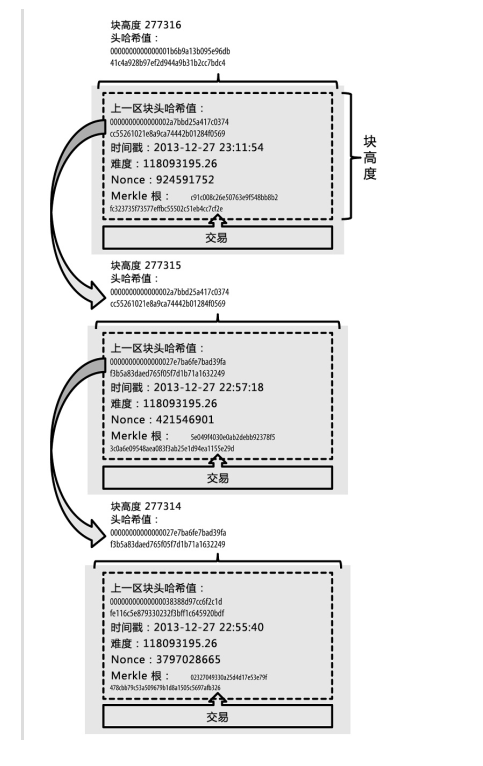 块高度 277316
头哈希值：
0000000000000001b6b9a13b095e96db
41c4a928b97ef2d944a9b31b2cc7bdc4
上一区块头哈希值：
0000000000000002a7bbd25a417c0374
cc55261021e8a9ca74442b01284f0569
时间戳：2013-12-27 23:11:54
难度：118093195.26
Nonce：924591752
Merkle 根： c91c008c26e50763e9f548bb8b2
fc323735f73577effbc55502c51eb4cc7cf2e
交易
块高度
块高度 277315
头哈希值：
0000000000000002a7bbd25a417c0374
cc55261021e8a9ca74442b01284f0569
上一区块头哈希值：
00000000000000027e7ba6fe7bad39fa
f3b5a83daed765f05f7d1b71a1632249
时间戳：2013-12-27 22:57:18
难度：118093195.26
Nonce：421546901
Merkle 根： 5e049f4030e0ab2debb92378f5
3c0a6e09548aea083f3ab25e1d94ea1155e29d
交易
块高度 277314
头哈希值：
00000000000000027e7ba6fe7bad39fa
f3b5a83daed765f05f7d1b71a1632249
上一区块头哈希值：
00000000000000038388d97cc6f2c1d
fe116c5e879330232f3bff1c645920bdf
时间戳：2013-12-27 22:55:40
难度：118093195.26
Nonce：3797028665
Merkle 根： 02327049330a25d4d17e53e79f
478cbb79c53a509679b1d8a1505c5697afb326
交易